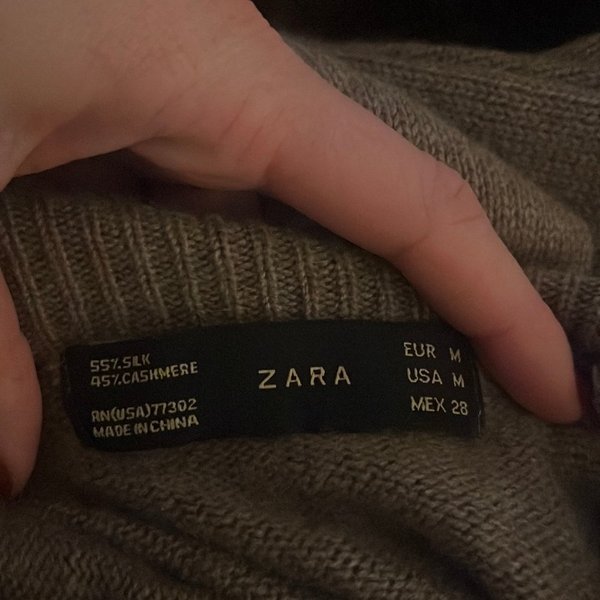 55%SILK
45%CASHMERE
RN(USA)77302
MADE IN CHINA
ZARA
EUR M
USA M
MEX 28